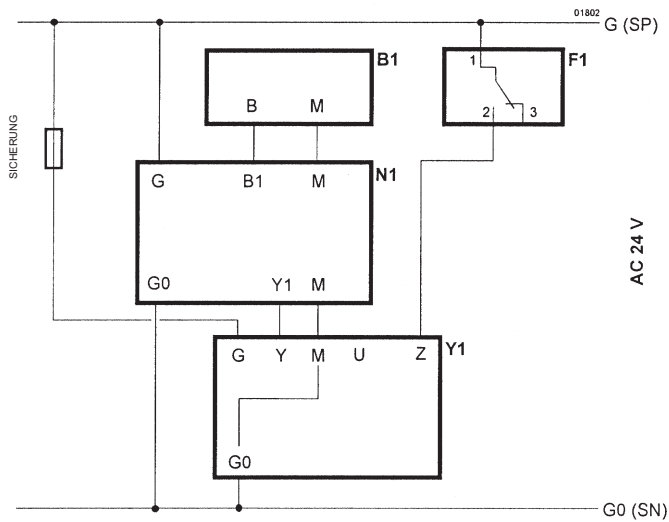 01802
G (SP)
B1
F1
1
B M
2 3
SICHERUNG
N1
G B1 M
AC 24 V
G0 Y1 M
Y1
G Y M U Z
G0
G0 (SN)